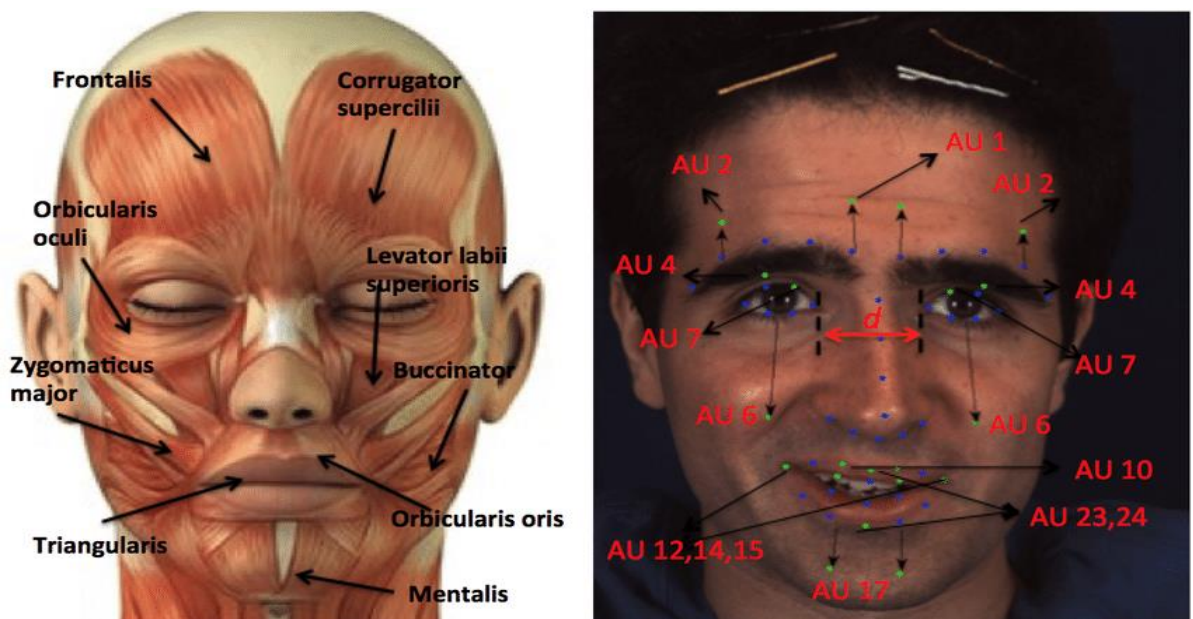 Frontalis
Corrugator
supercilii
Orbicularis
oculi
Levator labii
superioris
Zygomaticus
major
Buccinator
Orbicularis oris
Triangularis
Mentalis
AU 1
AU 2
AU 2
AU 4
AU 4
d
AU 7
AU 7
AU 6
AU 6
AU 10
AU 23,24
AU 12,14,15
AU 17